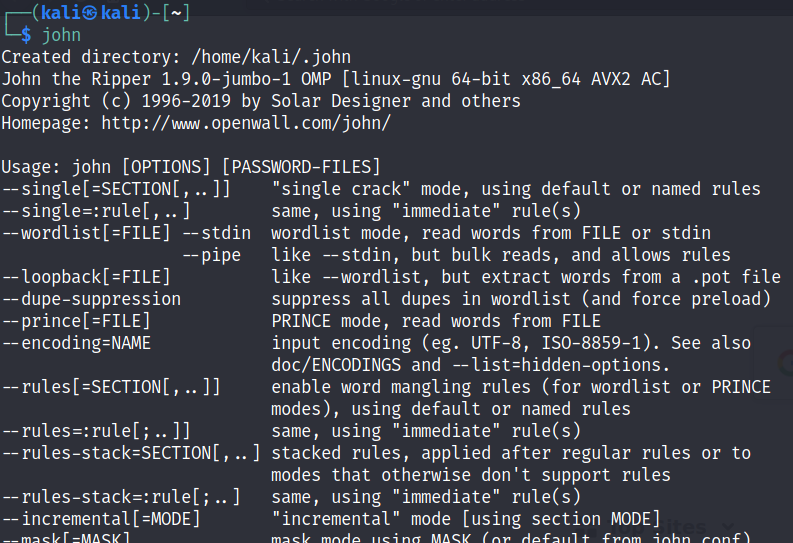 ┌──(kali㉿kali)-[~]
└─$ john
Created directory: /home/kali/.john
John the Ripper 1.9.0-jumbo-1 OMP [linux-gnu 64-bit x86_64 AVX2 AC]
Copyright (c) 1996-2019 by Solar Designer and others
Homepage: http://www.openwall.com/john/

Usage: john [OPTIONS] [PASSWORD-FILES]
--single[=SECTION[,..]]    "single crack" mode, using default or named rules
--single=:rule[,..]        same, using "immediate" rule(s)
--wordlist[=FILE] --stdin  wordlist mode, read words from FILE or stdin
                  --pipe   like --stdin, but bulk reads, and allows rules
--loopback[=FILE]          like --wordlist, but extract words from a .pot file
--dupe-suppression         suppress all dupes in wordlist (and force preload)
--prince[=FILE]            PRINCE mode, read words from FILE
--encoding=NAME            input encoding (eg. UTF-8, ISO-8859-1). See also
                           doc/ENCODINGS and --list=hidden-options.
--rules[=SECTION[,..]]     enable word mangling rules (for wordlist or PRINCE
                           modes), using default or named rules
--rules=:rule[;..]]        same, using "immediate" rule(s)
--rules-stack=SECTION[,..] stacked rules, applied after regular rules or to
                           modes that otherwise don't support rules
--rules-stack=:rule[;..]   same, using "immediate" rule(s)
--incremental[=MODE]       "incremental" mode [using section MODE]
--mask[=MASK]              mask mode using MASK (or default from john.conf)